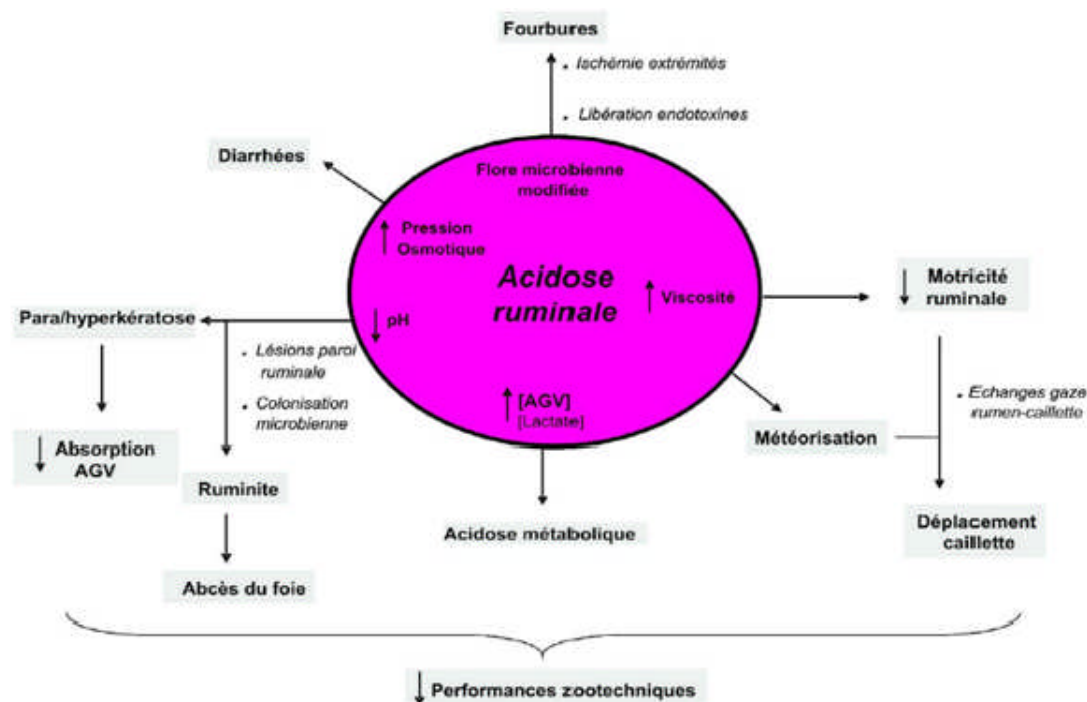 Fourbures
. Ischémie extrémités
. Libération endotoxines
Diarrhées
Flore microbienne
modifiée
↑ Pression
Osmotique
Acidose
ruminale
↑ Viscosité
↓ Motricité
ruminale
Para/hyperkératose
↓ pH
. Lésions paroi
ruminale
. Colonisation
microbienne
↑ [AGV]
[Lactate]
. Echanges gaze
rumen-caillette
Météorisation
↓ Absorption
AGV
Ruminite
Acidose métabolique
Déplacement
caillette
Abcès du foie
↓ Performances zootechniques